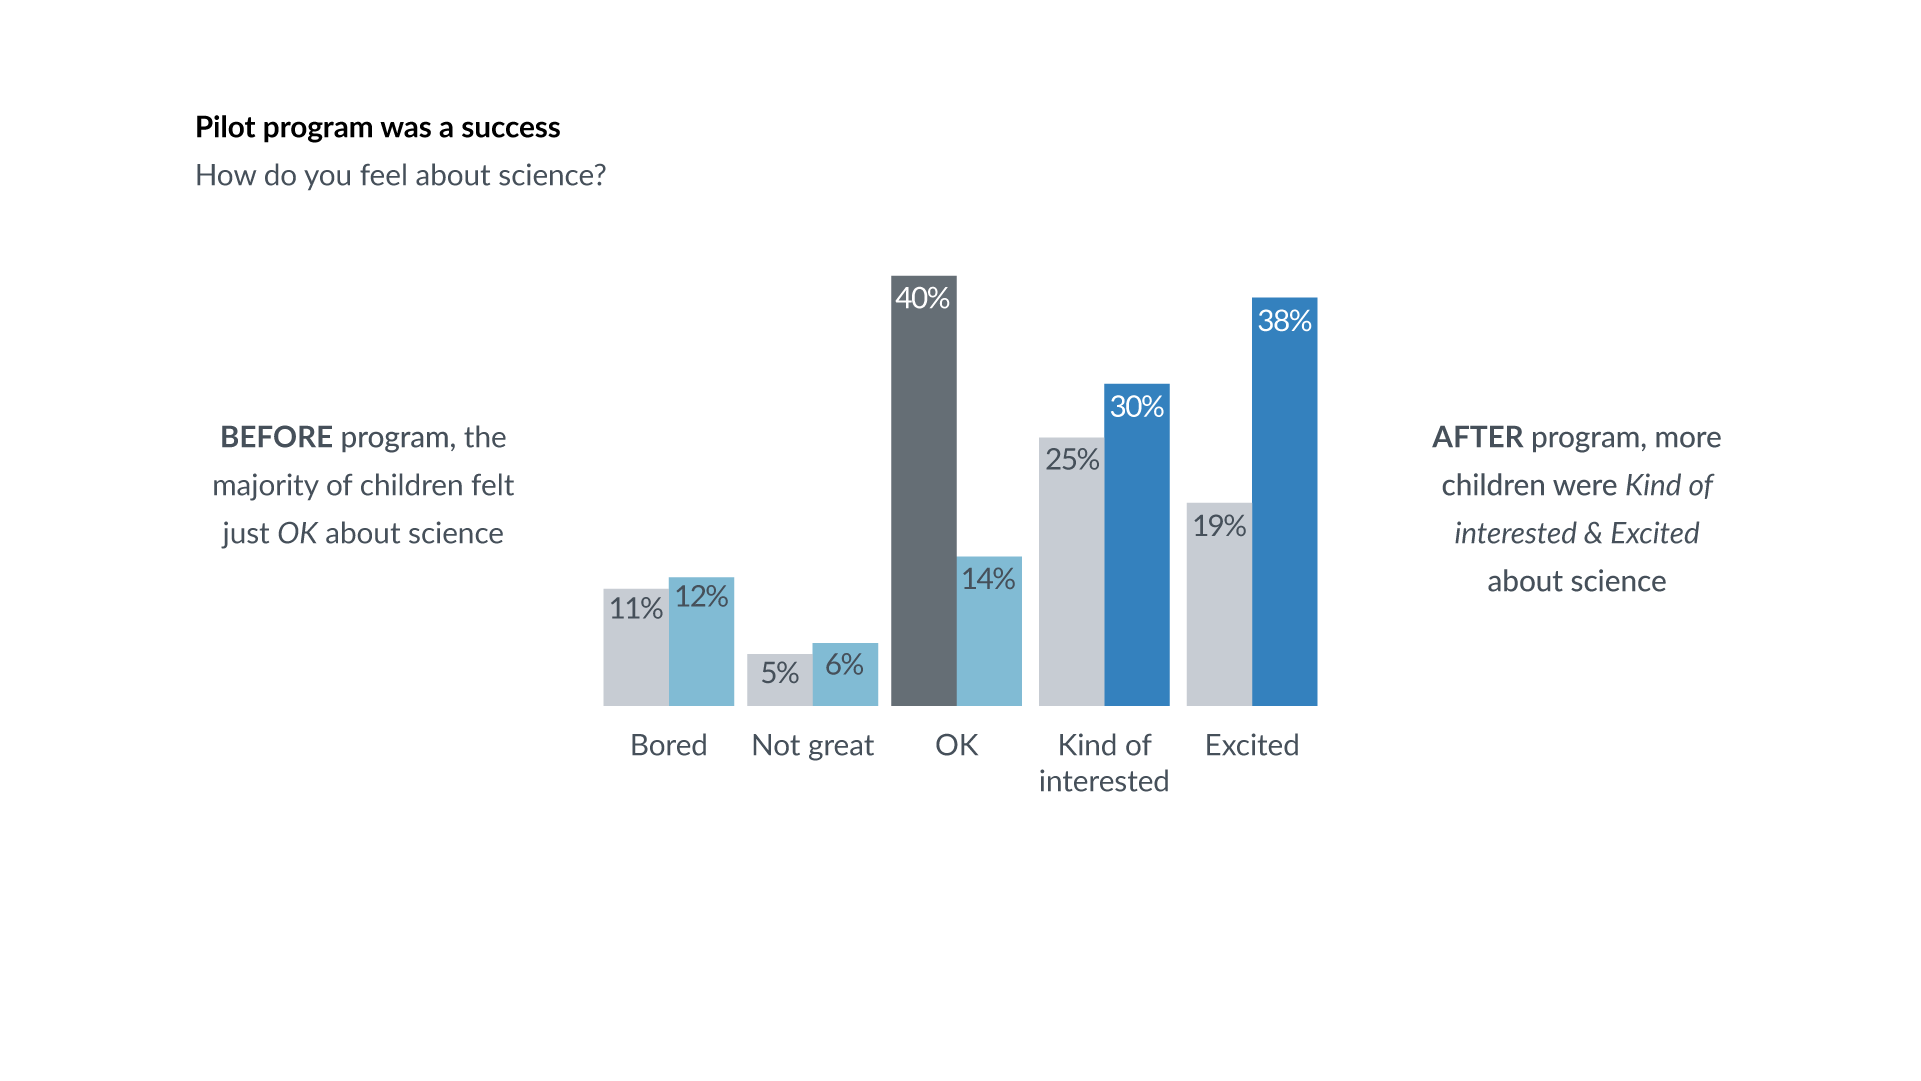 Pilot program was a success
How do you feel about science?
BEFORE program, the
majority of children felt
just OK about science
40%
38%
30%
25%
19%
14%
11%
12%
5%
6%
Bored
Not great
OK
Kind of
interested
Excited
AFTER program, more
children were Kind of
interested & Excited
about science